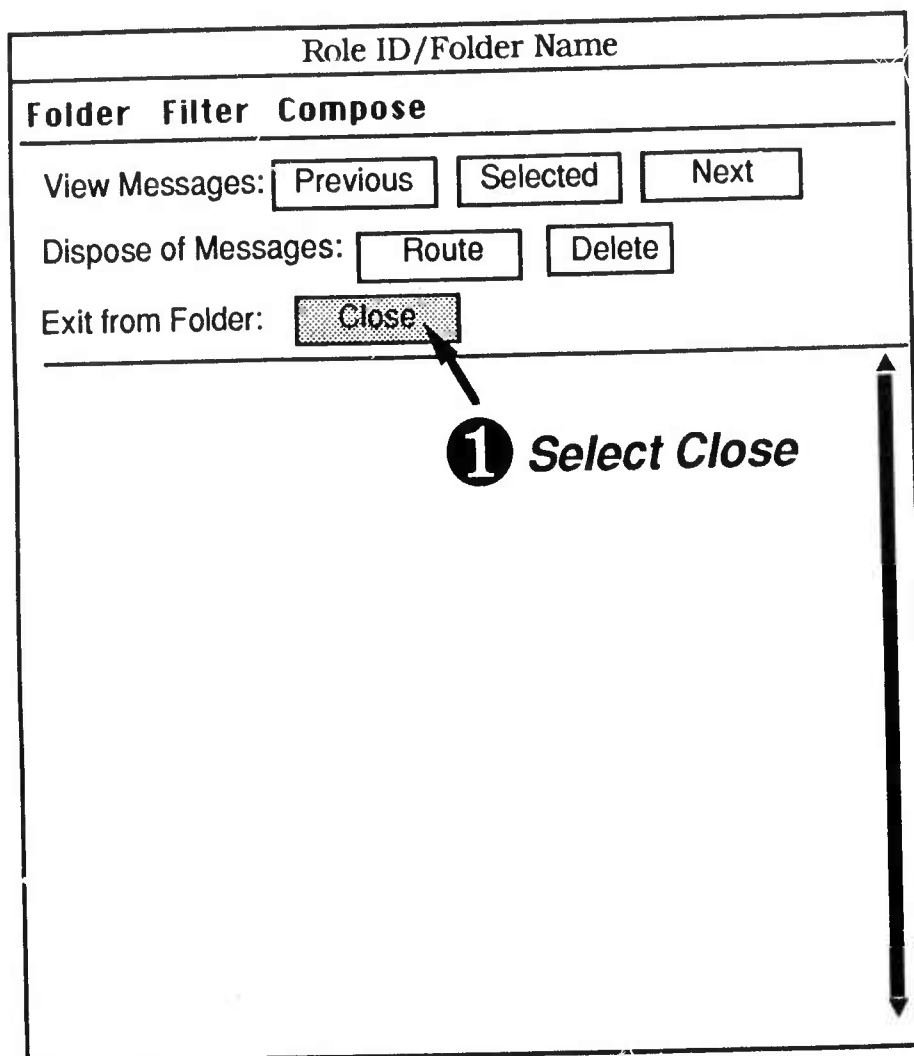 Role ID/Folder Name
Folder Filter Compose
View Messages: Previous Selected Next
Dispose of Messages: Route Delete
Exit from Folder: Close
1 Select Close